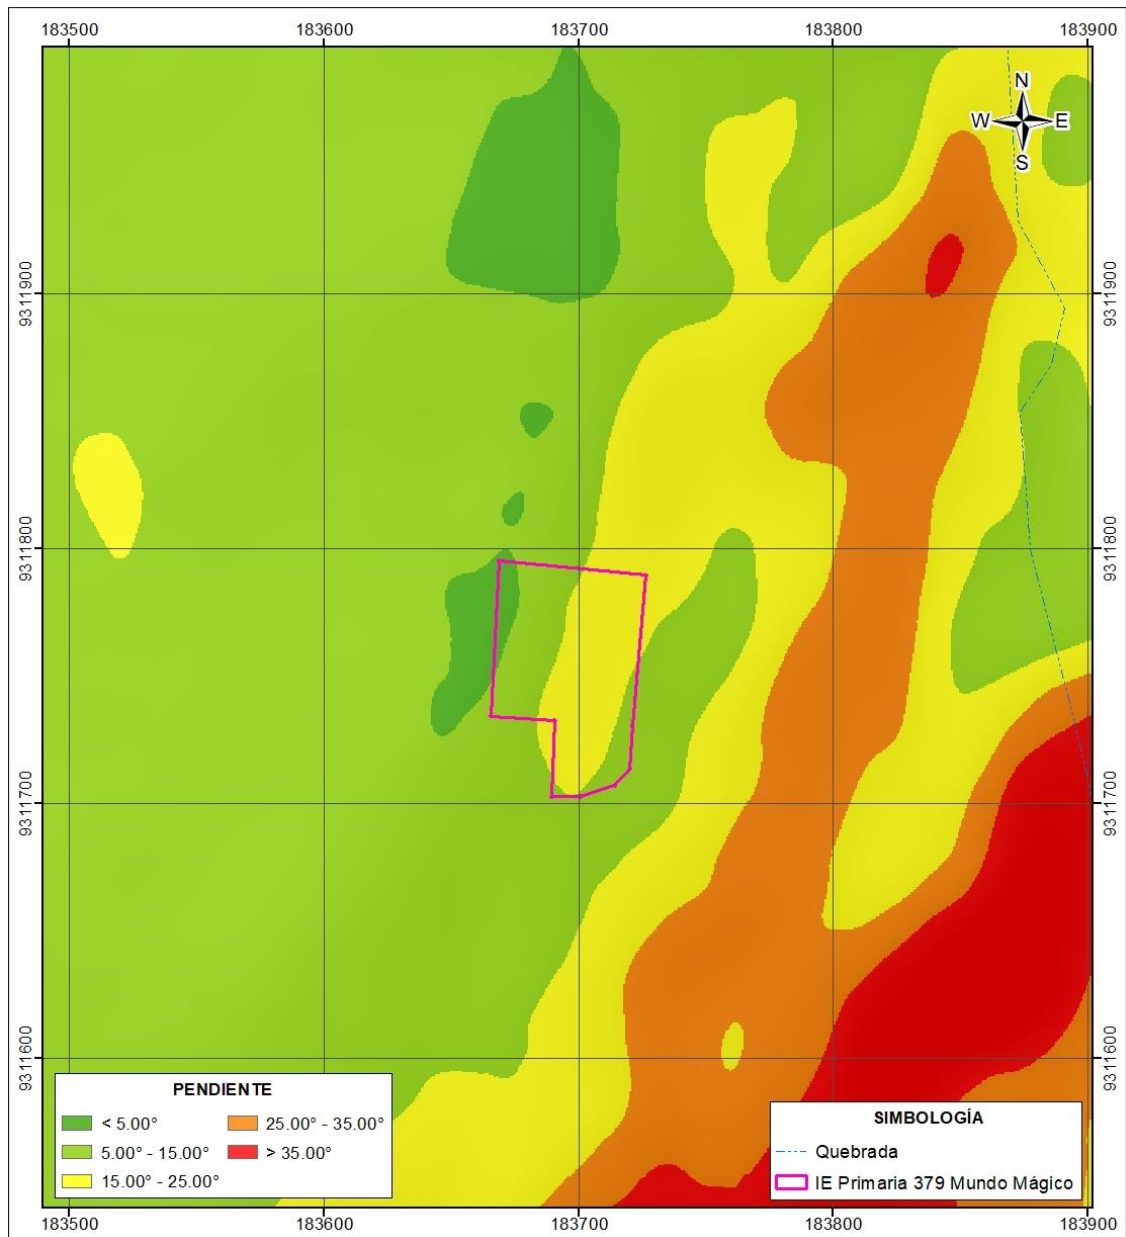 183500 183600 183700 183800 183900
N
W E
S
9311900 9311900
9311800 9311800
9311700 9311700
9311600 9311600
PENDIENTE
< 5.00° 25.00° - 35.00°
5.00° - 15.00° > 35.00°
15.00° - 25.00°
SIMBOLOGÍA
Quebrada
IE Primaria 379 Mundo Mágico
183500 183600 183700 183800 183900